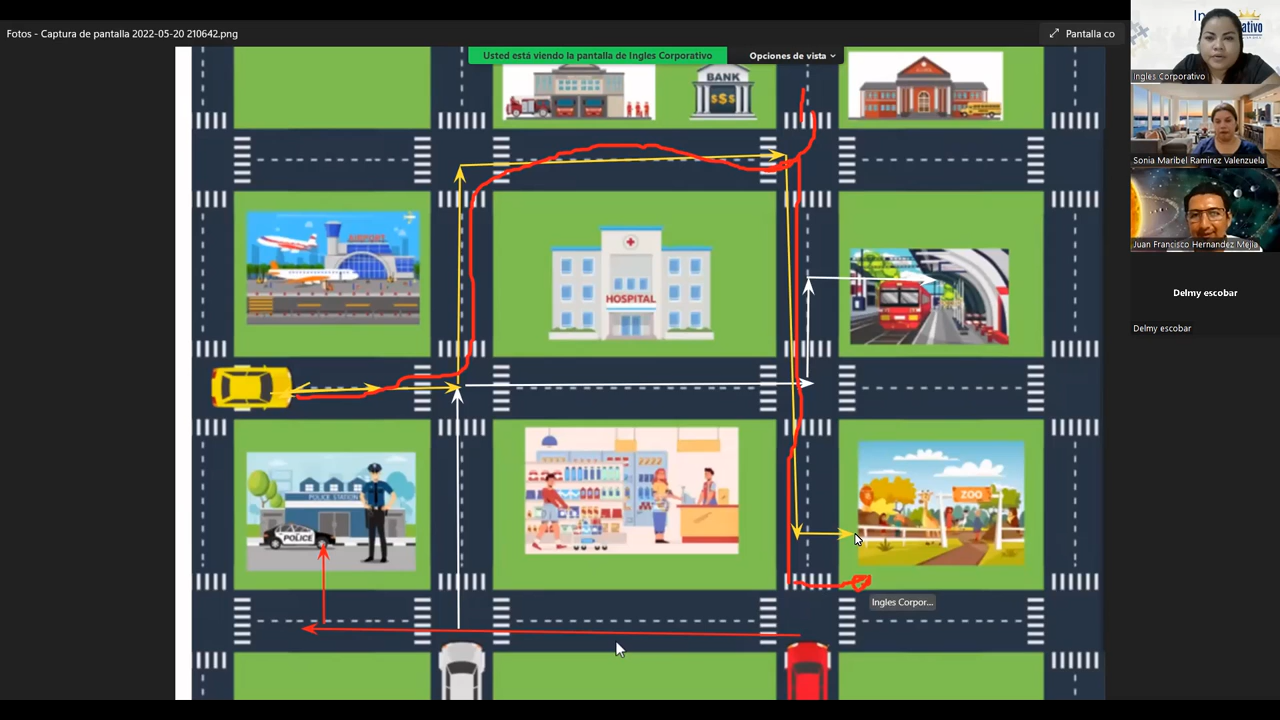 Fotos - Captura de pantalla 2022-05-20 210642.png
Usted está viendo la pantalla de Ingles Corporativo
Opciones de vista
Pantalla co
Ingles Corporativo
Sonia Maribel Ramirez Valenzuela
Juan Francisco Hernandez Mejia
Delmy escobar
Delmy escobar
BANK
$$$
AIRPORT
HOSPITAL
POLICE STATION
POLICE
ZOO
Ingles Corpor...